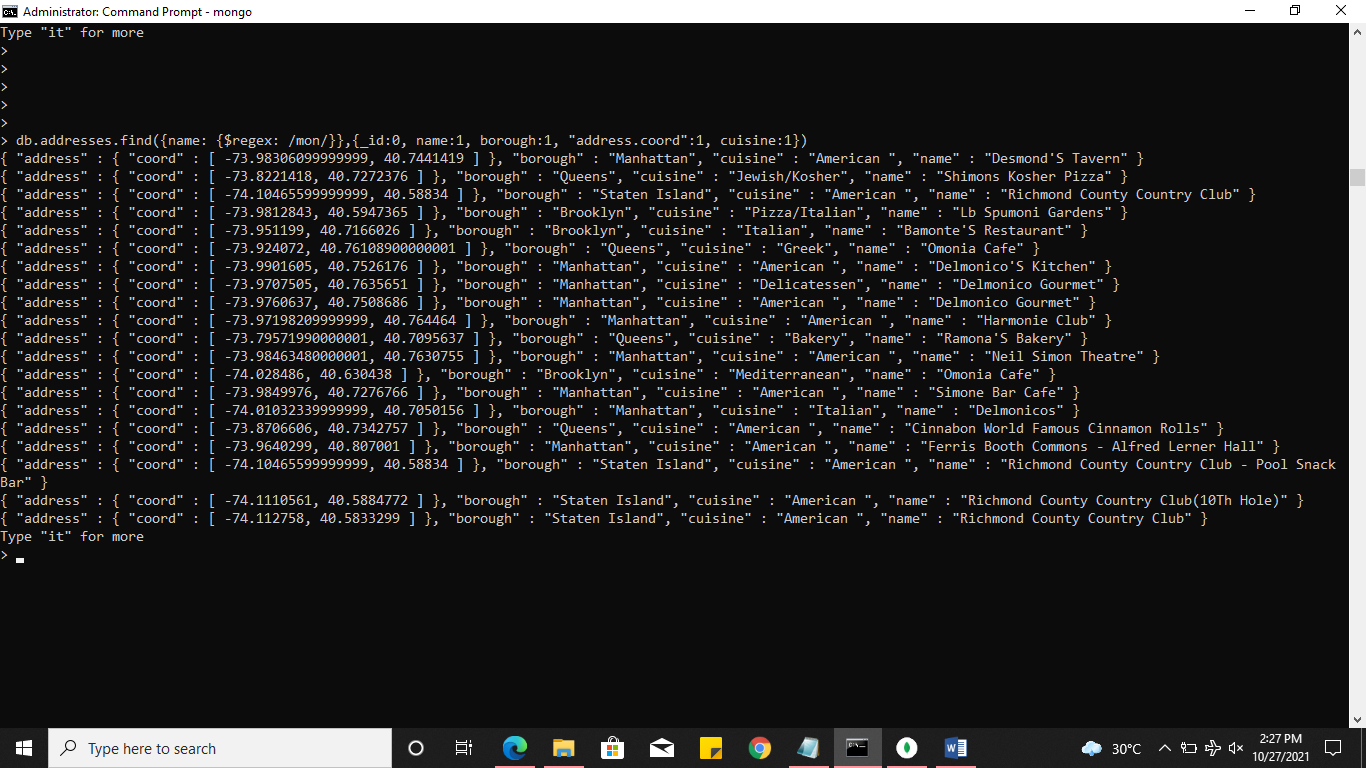 Administrator: Command Prompt - mongo
Type "it" for more
>
>
>
>
>
> db.addresses.find({name: {$regex: /mon/}},{_id:0, name:1, borough:1, "address.coord":1, cuisine:1})
{ "address" : { "coord" : [ -73.98306099999999, 40.7441419 ] }, "borough" : "Manhattan", "cuisine" : "American ", "name" : "Desmond'S Tavern" }
{ "address" : { "coord" : [ -73.8221418, 40.7272376 ] }, "borough" : "Queens", "cuisine" : "Jewish/Kosher", "name" : "Shimons Kosher Pizza" }
{ "address" : { "coord" : [ -74.10465599999999, 40.58834 ] }, "borough" : "Staten Island", "cuisine" : "American ", "name" : "Richmond County Country Club" }
{ "address" : { "coord" : [ -73.9812843, 40.5947365 ] }, "borough" : "Brooklyn", "cuisine" : "Pizza/Italian", "name" : "Lb Spumoni Gardens" }
{ "address" : { "coord" : [ -73.951199, 40.7166026 ] }, "borough" : "Brooklyn", "cuisine" : "Italian", "name" : "Bamonte'S Restaurant" }
{ "address" : { "coord" : [ -73.924072, 40.76108900000001 ] }, "borough" : "Queens", "cuisine" : "Greek", "name" : "Omonia Cafe" }
{ "address" : { "coord" : [ -73.9901605, 40.7526176 ] }, "borough" : "Manhattan", "cuisine" : "American ", "name" : "Delmonico'S Kitchen" }
{ "address" : { "coord" : [ -73.9707505, 40.7635651 ] }, "borough" : "Manhattan", "cuisine" : "Delicatessen", "name" : "Delmonico Gourmet" }
{ "address" : { "coord" : [ -73.9760637, 40.7508686 ] }, "borough" : "Manhattan", "cuisine" : "American ", "name" : "Delmonico Gourmet" }
{ "address" : { "coord" : [ -73.97198209999999, 40.764464 ] }, "borough" : "Manhattan", "cuisine" : "American ", "name" : "Harmonie Club" }
{ "address" : { "coord" : [ -73.79571990000001, 40.7095637 ] }, "borough" : "Queens", "cuisine" : "Bakery", "name" : "Ramona'S Bakery" }
{ "address" : { "coord" : [ -73.98463480000001, 40.7630755 ] }, "borough" : "Manhattan", "cuisine" : "American ", "name" : "Neil Simon Theatre" }
{ "address" : { "coord" : [ -74.028486, 40.630438 ] }, "borough" : "Brooklyn", "cuisine" : "Mediterranean", "name" : "Omonia Cafe" }
{ "address" : { "coord" : [ -73.9849976, 40.7276766 ] }, "borough" : "Manhattan", "cuisine" : "American ", "name" : "Simone Bar Cafe" }
{ "address" : { "coord" : [ -74.01032339999999, 40.7050156 ] }, "borough" : "Manhattan", "cuisine" : "Italian", "name" : "Delmonicos" }
{ "address" : { "coord" : [ -73.8706606, 40.7342757 ] }, "borough" : "Queens", "cuisine" : "American ", "name" : "Cinnabon World Famous Cinnamon Rolls" }
{ "address" : { "coord" : [ -73.9640299, 40.807001 ] }, "borough" : "Manhattan", "cuisine" : "American ", "name" : "Ferris Booth Commons - Alfred Lerner Hall" }
{ "address" : { "coord" : [ -74.10465599999999, 40.58834 ] }, "borough" : "Staten Island", "cuisine" : "American ", "name" : "Richmond County Country Club - Pool Snack
Bar" }
{ "address" : { "coord" : [ -74.1110561, 40.5884772 ] }, "borough" : "Staten Island", "cuisine" : "American ", "name" : "Richmond County Country Club(10Th Hole)" }
{ "address" : { "coord" : [ -74.112758, 40.5833299 ] }, "borough" : "Staten Island", "cuisine" : "American ", "name" : "Richmond County Country Club" }
Type "it" for more
>
Type here to search
30°C
2:27 PM
10/27/2021